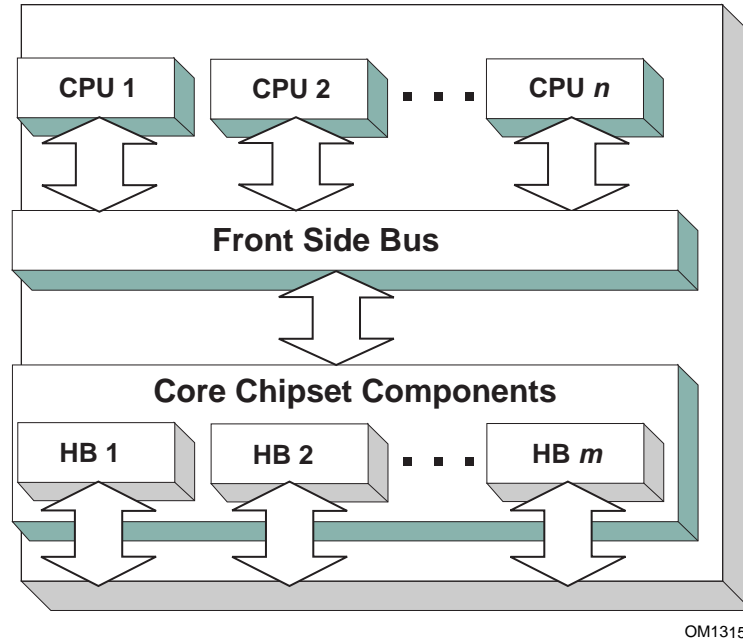 CPU 1 CPU 2 . . . CPU n
Front Side Bus
Core Chipset Components
HB 1 HB 2 . . . HB m
OM1315